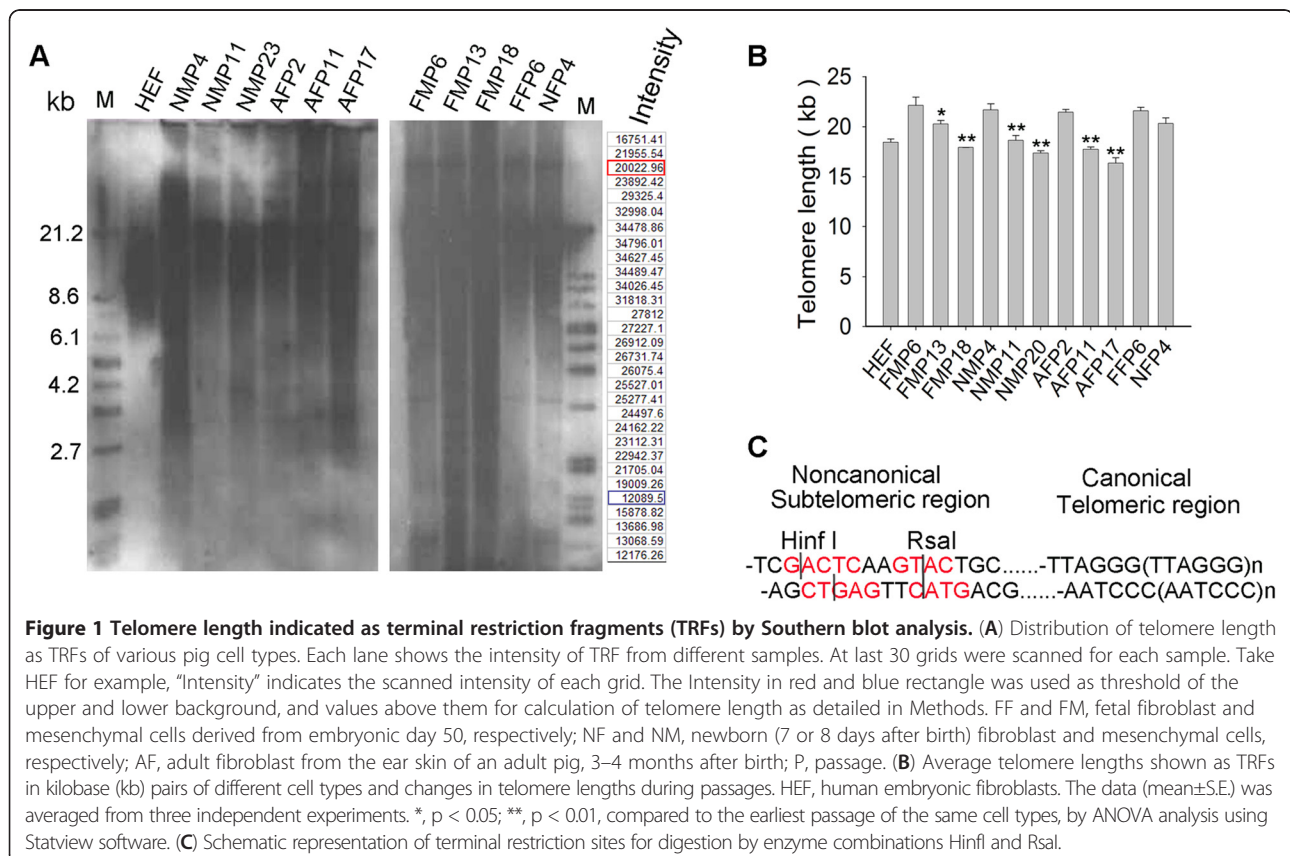 A
kb
M
HEF
NMP4
NMP11
NMP23
AFP2
AFP11
AFP17
21.2
8.6
6.1
4.2
2.7
FMP6
FMP13
FMP18
FFP6
NFP4
M
Intensity
16751.41
21955.54
20022.96
23892.42
29325.4
32998.04
34478.86
34796.01
34627.45
34489.47
34026.45
31818.31
27812
27227.1
26912.09
26731.74
26075.4
25527.01
25277.41
24497.6
24162.22
23112.31
22942.37
21705.04
19009.26
12089.5
15878.82
13686.98
13068.59
12176.26
B
Telomere length ( kb )
25
20
15
10
5
0
*
**
**
**
**
**
HEF
FMP6
FMP13
FMP18
NMP4
NMP11
NMP20
AFP2
AFP11
AFP17
FFP6
NFP4
C
Noncanonical
Subtelomeric region
Canonical
Telomeric region
Hinf I
RsaI
-TCGACTCAAGTACTGC......-TTAGGG(TTAGGG)n
-AGCTGAGTTCATGACG......-AATCCC(AATCCC)n
Figure 1 Telomere length indicated as terminal restriction fragments (TRFs) by Southern blot analysis. (A) Distribution of telomere length
as TRFs of various pig cell types. Each lane shows the intensity of TRF from different samples. At last 30 grids were scanned for each sample. Take
HEF for example, “Intensity” indicates the scanned intensity of each grid. The Intensity in red and blue rectangle was used as threshold of the
upper and lower background, and values above them for calculation of telomere length as detailed in Methods. FF and FM, fetal fibroblast and
mesenchymal cells derived from embryonic day 50, respectively; NF and NM, newborn (7 or 8 days after birth) fibroblast and mesenchymal cells,
respectively; AF, adult fibroblast from the ear skin of an adult pig, 3–4 months after birth; P, passage. (B) Average telomere lengths shown as TRFs
in kilobase (kb) pairs of different cell types and changes in telomere lengths during passages. HEF, human embryonic fibroblasts. The data (mean±S.E.) was
averaged from three independent experiments. *, p < 0.05; **, p < 0.01, compared to the earliest passage of the same cell types, by ANOVA analysis using
Statview software. (C) Schematic representation of terminal restriction sites for digestion by enzyme combinations HinfI and RsaI.